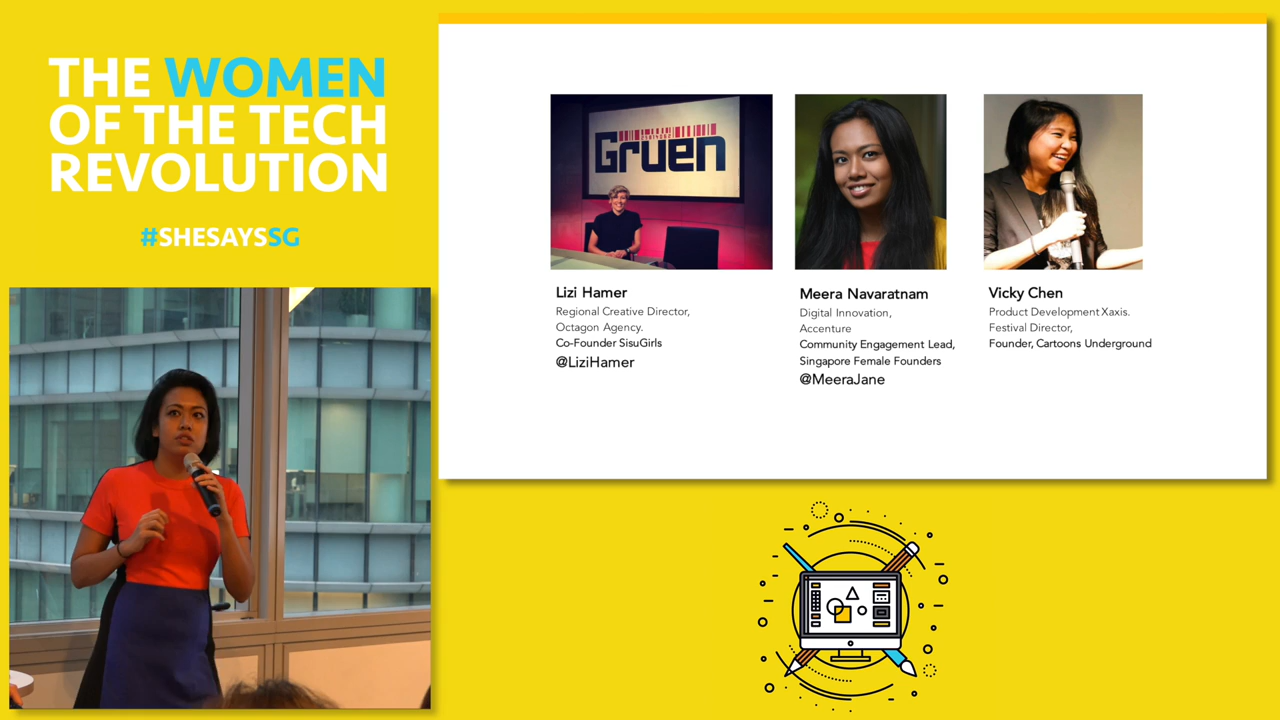 THE WOMEN
OF THE TECH
REVOLUTION
#SHESAYSSG
Gruen
Lizi Hamer
Regional Creative Director,
Octagon Agency.
Co-Founder SisuGirls
@LiziHamer
Meera Navaratnam
Digital Innovation,
Accenture
Community Engagement Lead,
Singapore Female Founders
@MeeraJane
Vicky Chen
Product Development Xaxis.
Festival Director,
Founder, Cartoons Underground